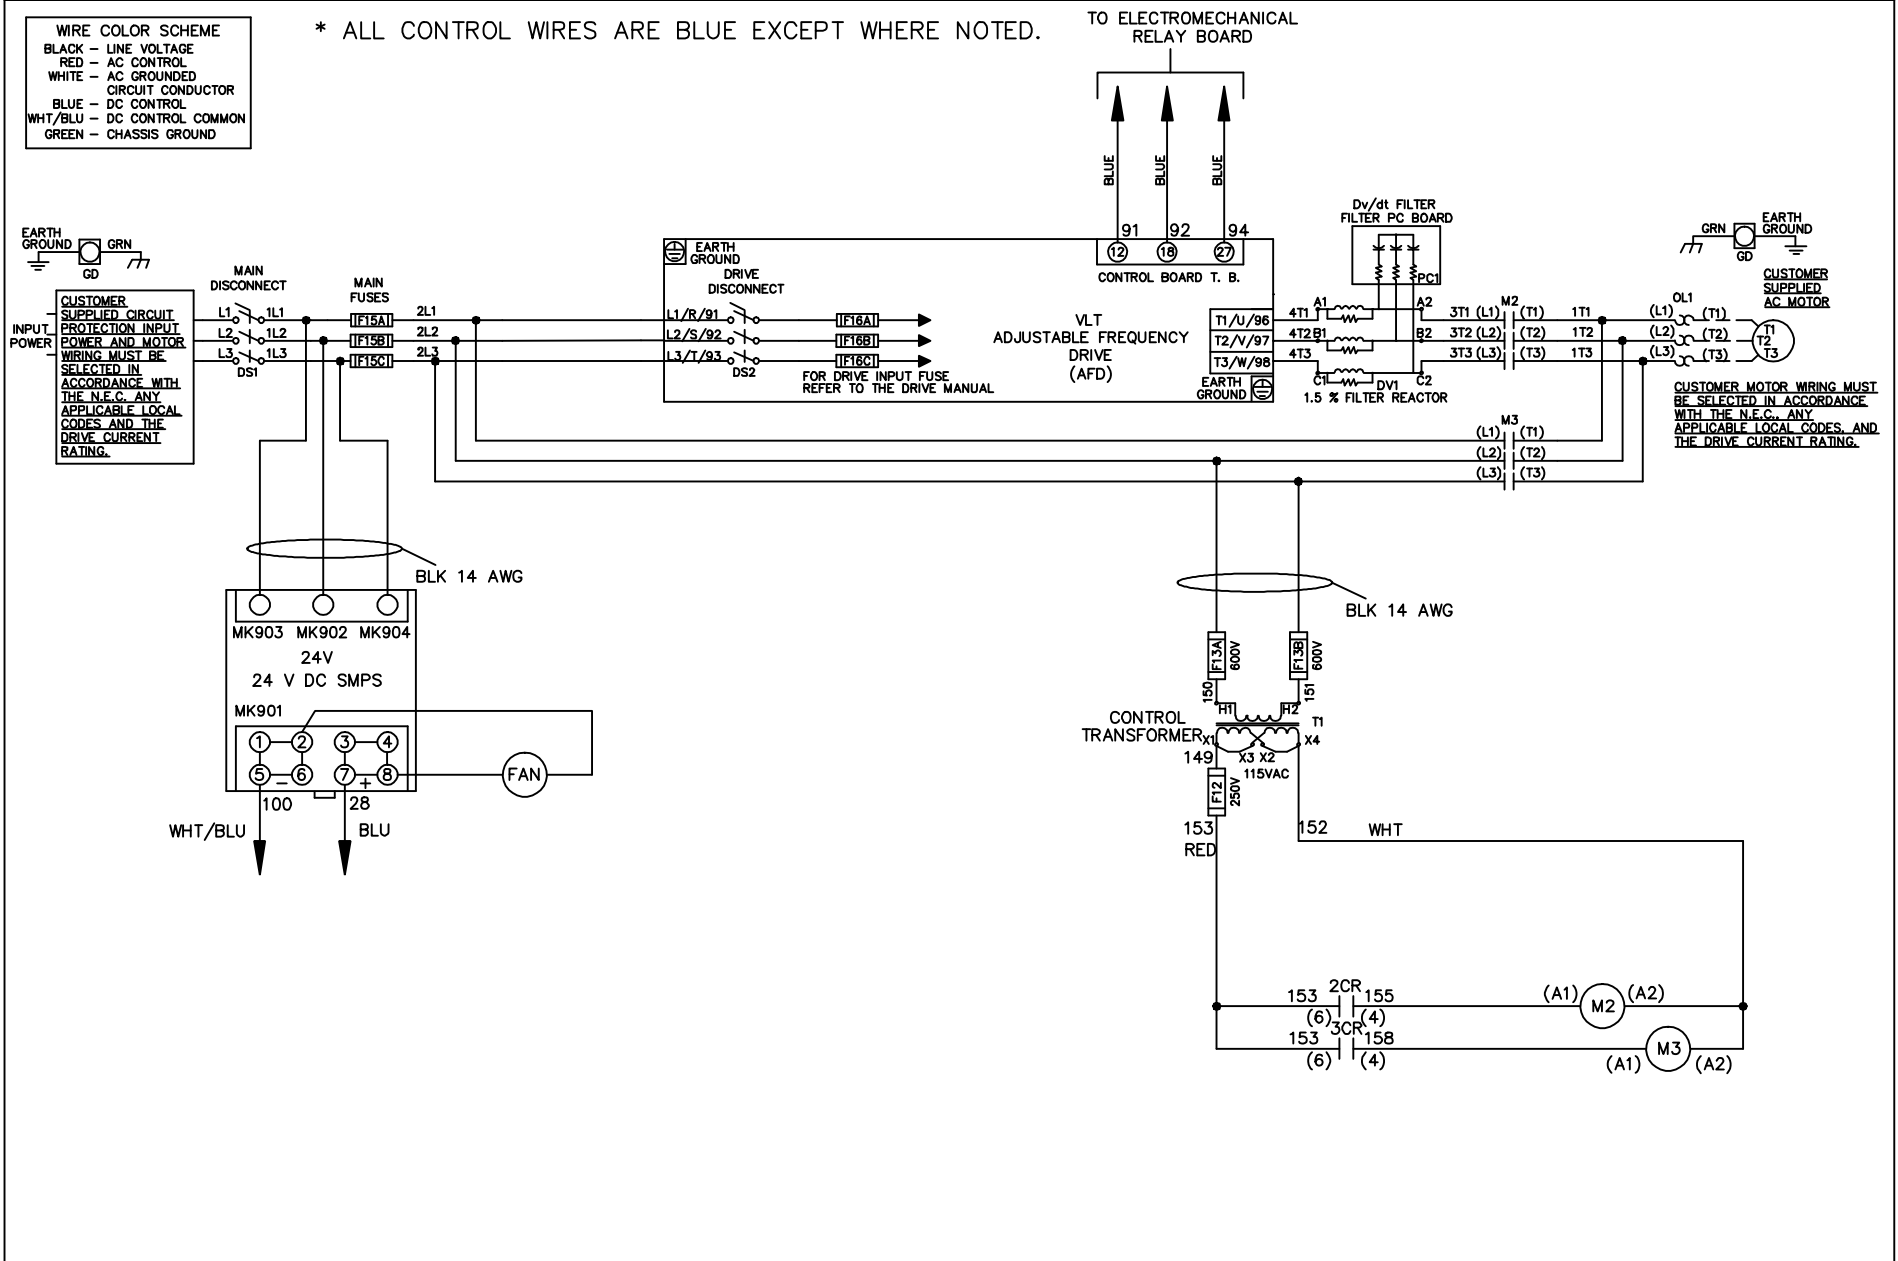 WIRE COLOR SCHEME
BLACK – LINE VOLTAGE
RED – AC CONTROL
WHITE – AC GROUNDED
CIRCUIT CONDUCTOR
BLUE – DC CONTROL
WHT/BLU – DC CONTROL COMMON
GREEN – CHASSIS GROUND
* ALL CONTROL WIRES ARE BLUE EXCEPT WHERE NOTED.
TO ELECTROMECHANICAL
RELAY BOARD
BLUE
BLUE
BLUE
91 92 94
12 18 27
CONTROL BOARD T. B.
EARTH
GROUND
GRN
GD
INPUT
POWER
CUSTOMER
SUPPLIED CIRCUIT
PROTECTION INPUT
POWER AND MOTOR
WIRING MUST BE
SELECTED IN
ACCORDANCE WITH
THE N.E.C. ANY
APPLICABLE LOCAL
CODES AND THE
DRIVE CURRENT
RATING.
MAIN
DISCONNECT
L1 1L1
L2 1L2
L3 1L3
DS1
MAIN
FUSES
F15A
F15B
F15C
2L1
2L2
2L3
EARTH
GROUND
DRIVE
DISCONNECT
L1/R/91
L2/S/92
L3/T/93
DS2
F16A
F16B
F16C
FOR DRIVE INPUT FUSE
REFER TO THE DRIVE MANUAL
VLT
ADJUSTABLE FREQUENCY
DRIVE
(AFD)
T1/U/96
T2/V/97
T3/W/98
EARTH
GROUND
4T1
4T2
4T3
Dv/dt FILTER
FILTER PC BOARD
PC1
A1 A2
B1 B2
C1 C2
DV1
1.5 % FILTER REACTOR
M2
3T1 (L1) (T1) 1T1
3T2 (L2) (T2) 1T2
3T3 (L3) (T3) 1T3
M3
(L1) (T1)
(L2) (T2)
(L3) (T3)
OL1
(L1) (T1)
(L2) (T2)
(L3) (T3)
T1
T2
T3
GRN
EARTH
GROUND
GD
CUSTOMER
SUPPLIED
AC MOTOR
CUSTOMER MOTOR WIRING MUST
BE SELECTED IN ACCORDANCE
WITH THE N.E.C., ANY
APPLICABLE LOCAL CODES, AND
THE DRIVE CURRENT RATING.
BLK 14 AWG
MK903 MK902 MK904
24V
24 V DC SMPS
MK901
1 2 3 4
5 – 6 7 + 8
FAN
100 28
WHT/BLU BLU
BLK 14 AWG
F13A
600V
F13B
600V
150
151
H1 H2
T1
CONTROL
TRANSFORMER
X1 X4
X3 X2
149
115VAC
F12
250V
153
RED
152 WHT
2CR
153 155
(6) (4)
(A1) M2 (A2)
3CR
153 158
(6) (4)
(A1) M3 (A2)